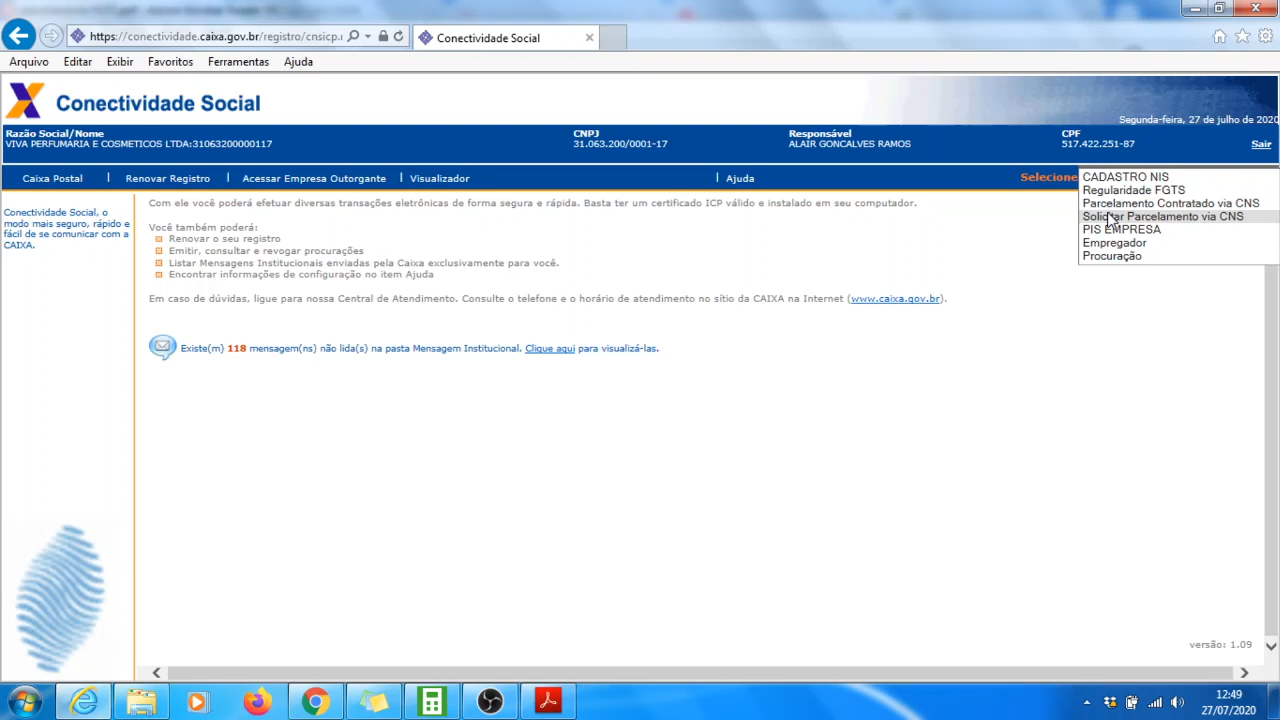 https://conectividade.caixa.gov.br/registro/cnsicp.
Conectividade Social
Arquivo Editar Exibir Favoritos Ferramentas Ajuda
Conectividade Social
Segunda-feira, 27 de julho de 2020
Razão Social/Nome CNPJ Responsável CPF
VIVA PERFUMARIA E COSMETICOS LTDA:31063200000117 31.063.200/0001-17 ALAIR GONCALVES RAMOS 517.422.251-87 Sair
Caixa Postal | Renovar Registro | Acessar Empresa Outorgante | Visualizador | Ajuda Selecione
CADASTRO NIS
Regularidade FGTS
Parcelamento Contratado via CNS
Solicitar Parcelamento via CNS
PIS EMPRESA
Empregador
Procuração
Conectividade Social, o
modo mais seguro, rápido e
fácil de se comunicar com a
CAIXA.
Com ele você poderá efetuar diversas transações eletrônicas de forma segura e rápida. Basta ter um certificado ICP válido e instalado em seu computador.
Você também poderá:
Renovar o seu registro
Emitir, consultar e revogar procurações
Listar Mensagens Institucionais enviadas pela Caixa exclusivamente para você.
Encontrar informações de configuração no item Ajuda
Em caso de dúvidas, ligue para nossa Central de Atendimento. Consulte o telefone e o horário de atendimento no sítio da CAIXA na Internet (www.caixa.gov.br).
Existe(m) 118 mensagem(ns) não lida(s) na pasta Mensagem Institucional. Clique aqui para visualizá-las.
versão: 1.09
12:49
27/07/2020